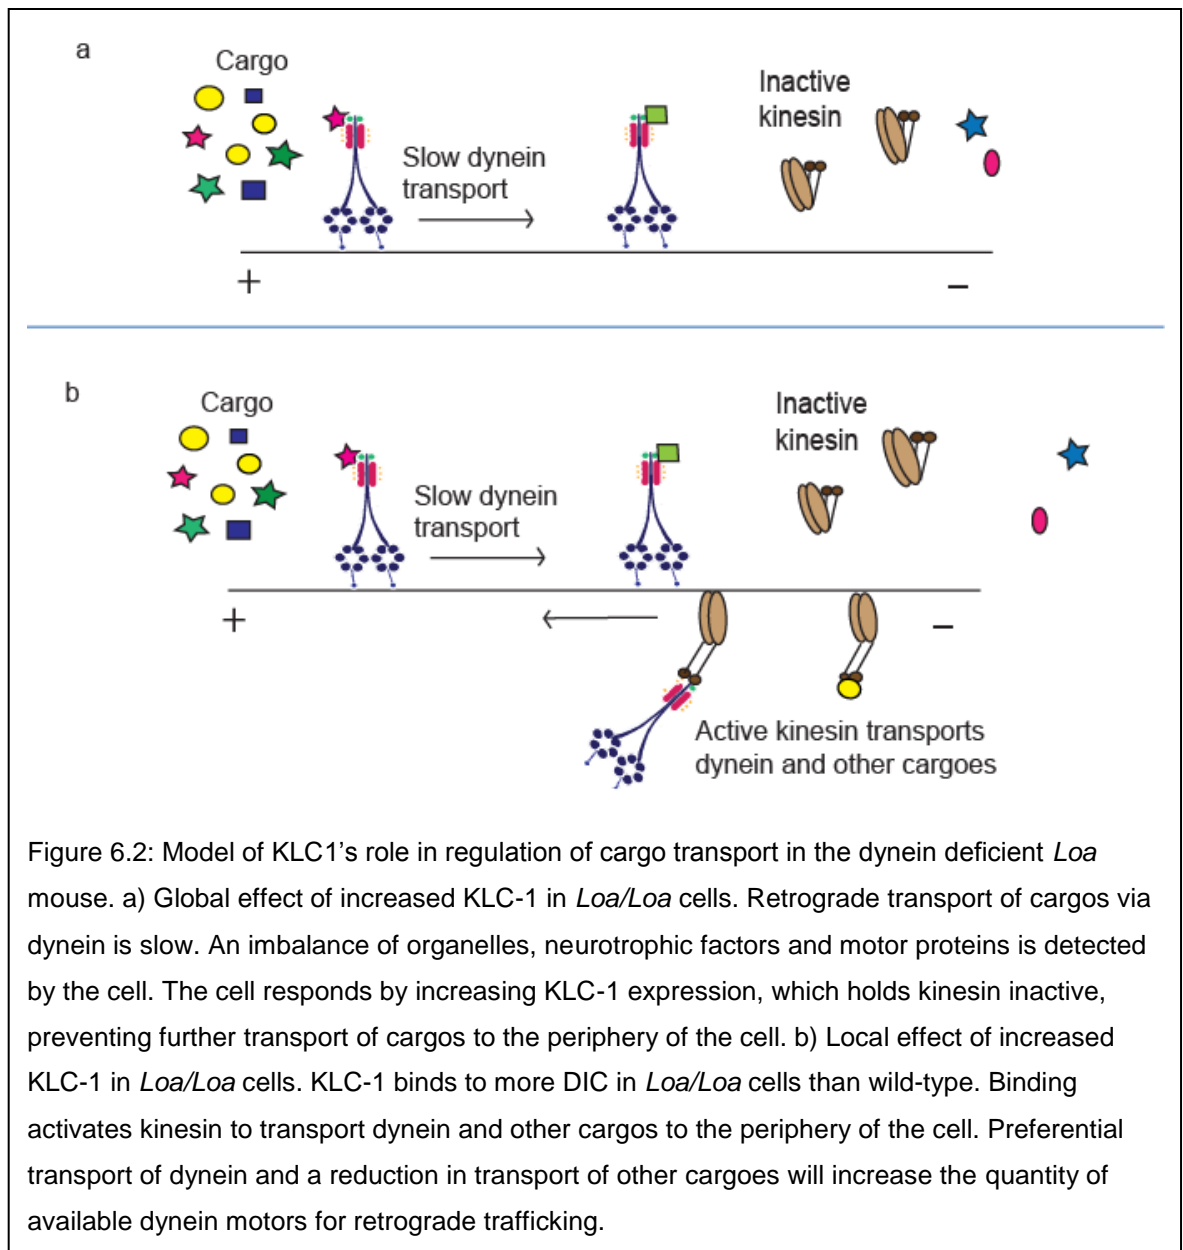 a
Cargo
Inactive
kinesin
Slow dynein
transport
+
–
b
Cargo
Inactive
kinesin
Slow dynein
transport
+
–
Active kinesin transports
dynein and other cargoes
Figure 6.2: Model of KLC1’s role in regulation of cargo transport in the dynein deficient Loa
mouse. a) Global effect of increased KLC-1 in Loa/Loa cells. Retrograde transport of cargos via
dynein is slow. An imbalance of organelles, neurotrophic factors and motor proteins is detected
by the cell. The cell responds by increasing KLC-1 expression, which holds kinesin inactive,
preventing further transport of cargos to the periphery of the cell. b) Local effect of increased
KLC-1 in Loa/Loa cells. KLC-1 binds to more DIC in Loa/Loa cells than wild-type. Binding
activates kinesin to transport dynein and other cargos to the periphery of the cell. Preferential
transport of dynein and a reduction in transport of other cargoes will increase the quantity of
available dynein motors for retrograde trafficking.